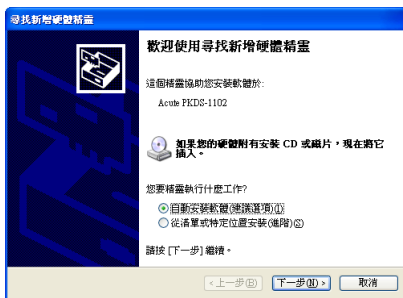 尋找新增硬體精靈
歡迎使用尋找新增硬體精靈
這個精靈協助您安裝軟體於:
Acute PKDS-1102
如果您的硬體附有安裝 CD 或磁片，現在將它
插入。
您要精靈執行什麼工作?
自動安裝軟體(建議選項)(I)
從清單或特定位置安裝(進階)(S)
請按 [下一步] 繼續。
<上一步(B)
下一步(N) >
取消